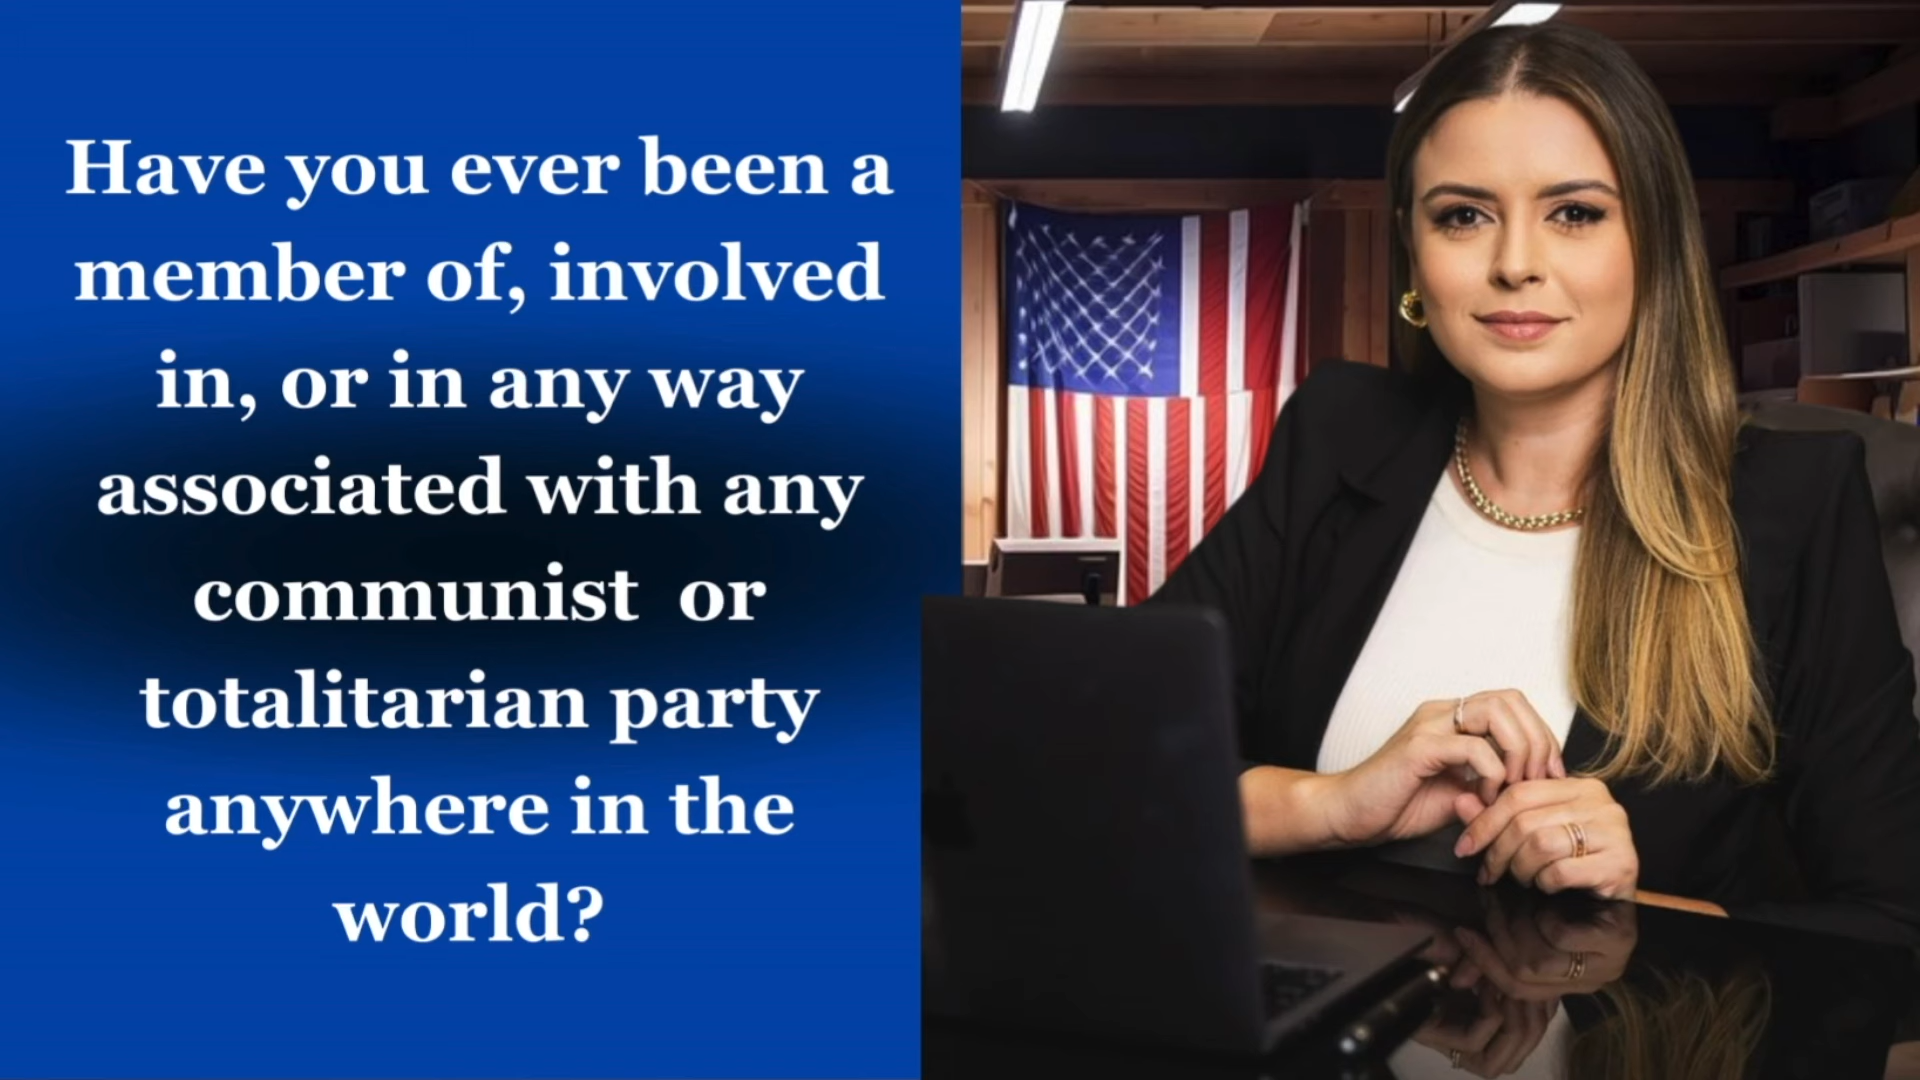 Have you ever been a
member of, involved
in, or in any way
associated with any
communist or
totalitarian party
anywhere in the
world?